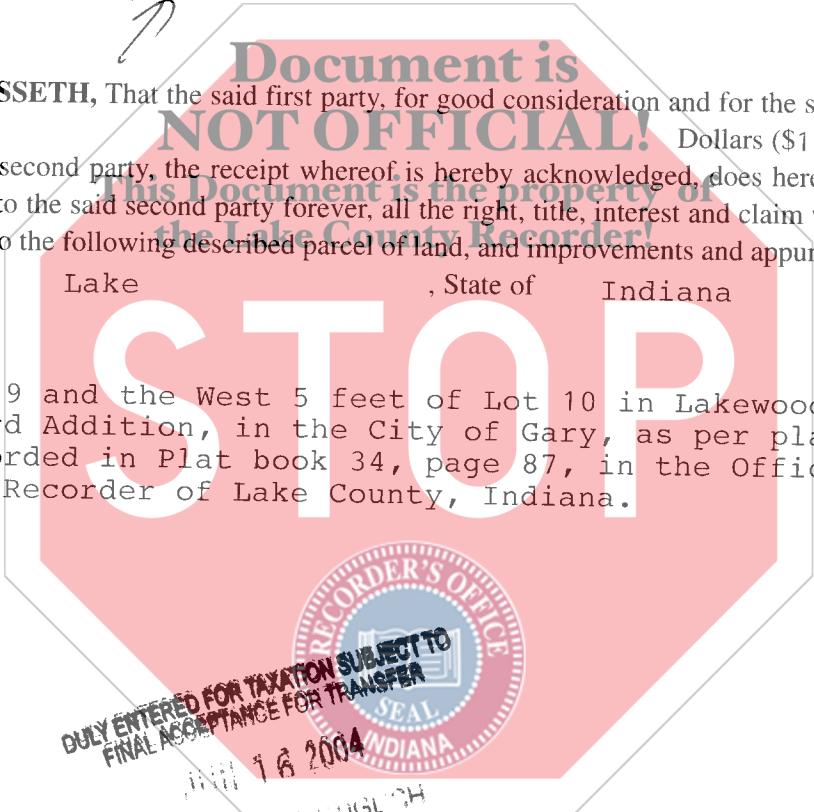 Document is
SSETH, That the said first party, for good consideration and for the s
NOT OFFICIAL! Dollars ($1
second party, the receipt whereof is hereby acknowledged, does here
This Document is the property of
to the said second party forever, all the right, title, interest and claim
the Lake County Recorder!
o the following described parcel of land, and improvements and appur
Lake , State of Indiana
STOP
9 and the West 5 feet of Lot 10 in Lakewood
rd Addition, in the City of Gary, as per pla
orded in Plat book 34, page 87, in the Offic
Recorder of Lake County, Indiana.
RECORDER'S OFFICE
SEAL
INDIANA
DULY ENTERED FOR TAXATION SUBJECT TO
FINAL ACCEPTANCE FOR TRANSFER
16 2004